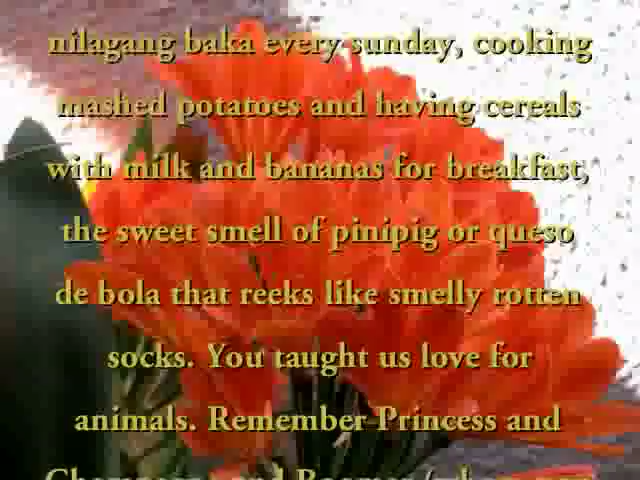 nilagang baka every sunday, cooking
mashed potatoes and having cereals
with milk and bananas for breakfast,
the sweet smell of pinipig or queso
de bola that reeks like smelly rotten
socks. You taught us love for
animals. Remember Princess and
and